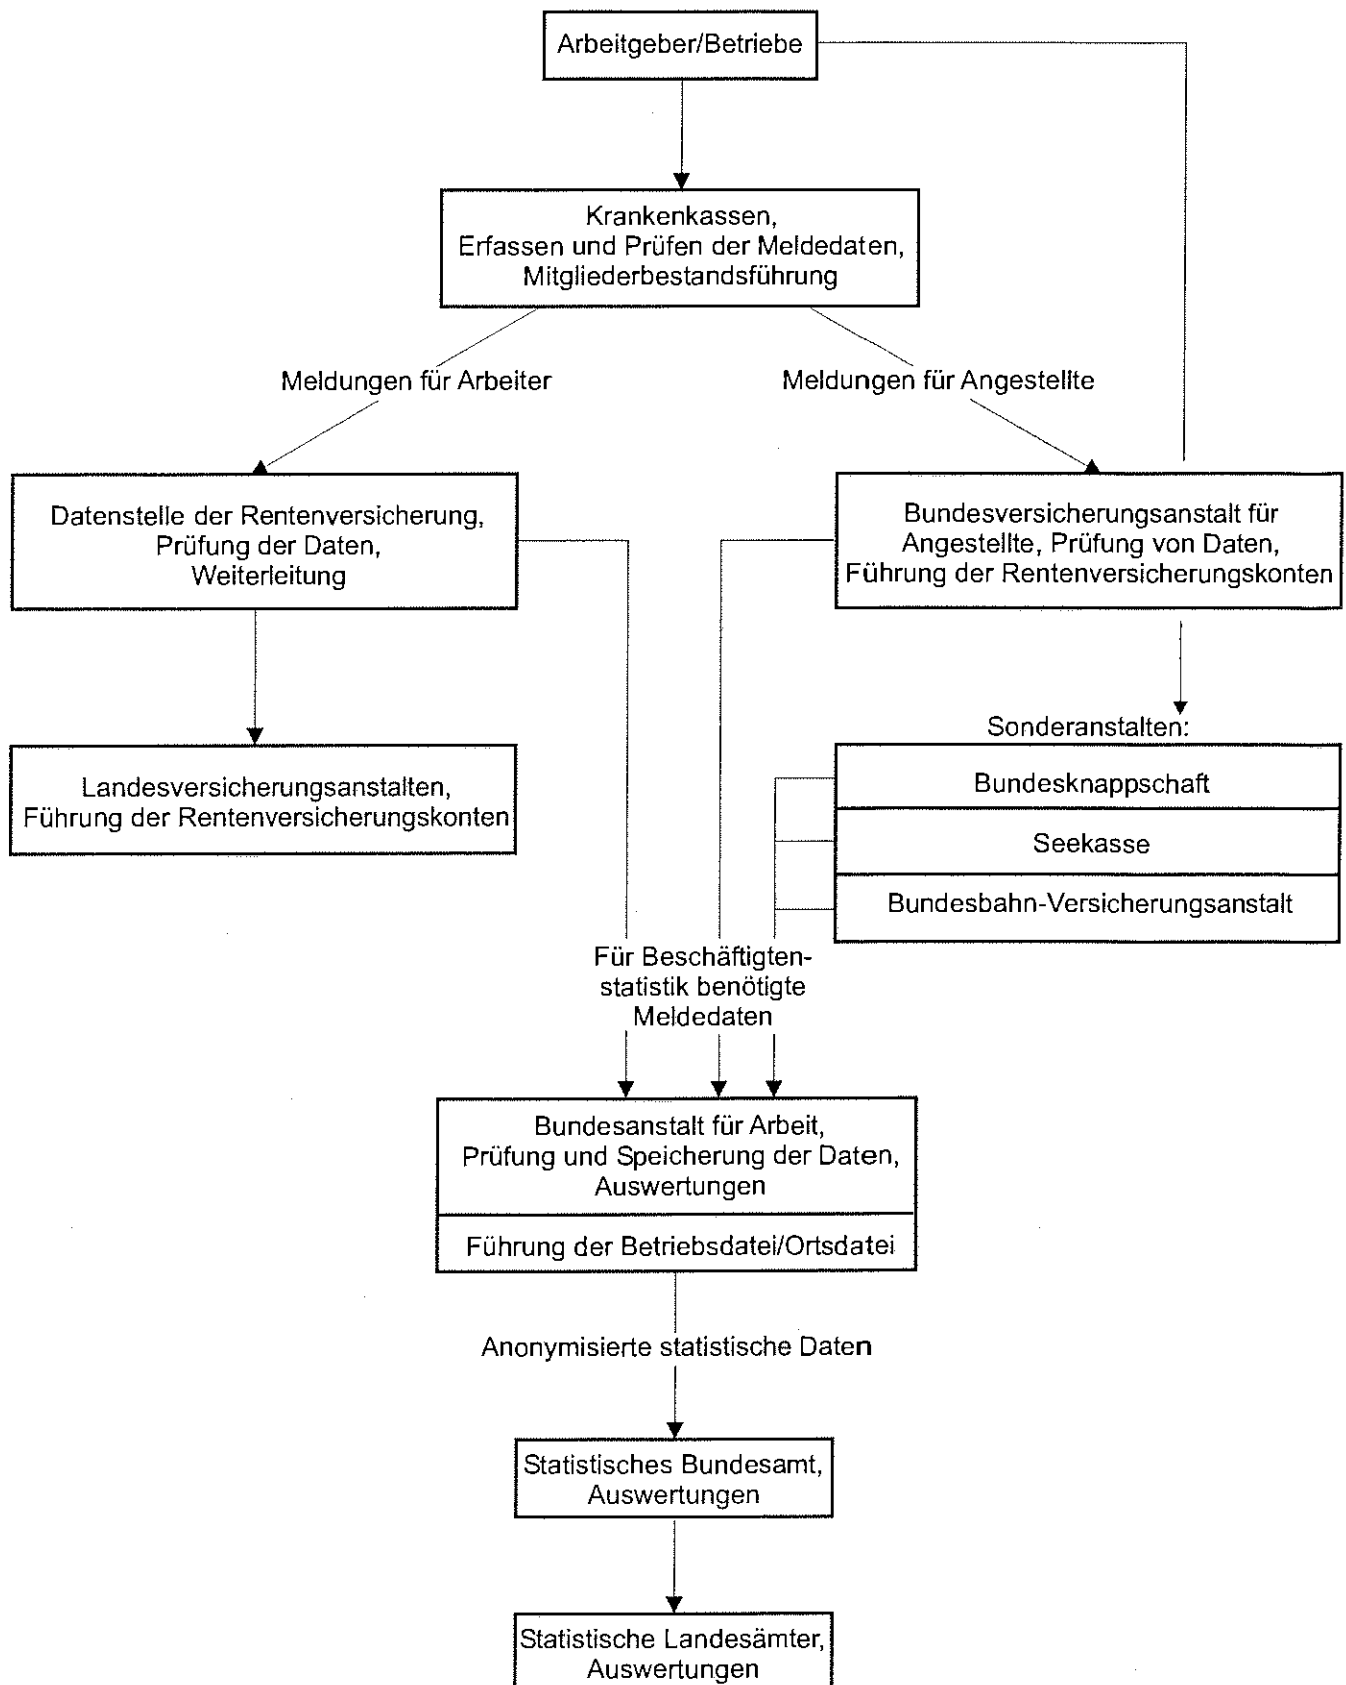 Arbeitgeber/Betriebe
Krankenkassen,
Erfassen und Prüfen der Meldedaten,
Mitgliederbestandsführung
Meldungen für Arbeiter
Meldungen für Angestellte
Datenstelle der Rentenversicherung,
Prüfung der Daten,
Weiterleitung
Bundesversicherungsanstalt für
Angestellte, Prüfung von Daten,
Führung der Rentenversicherungskonten
Landesversicherungsanstalten,
Führung der Rentenversicherungskonten
Sonderanstalten:
Bundesknappschaft
Seekasse
Bundesbahn-Versicherungsanstalt
Für Beschäftigten-
statistik benötigte
Meldedaten
Bundesanstalt für Arbeit,
Prüfung und Speicherung der Daten,
Auswertungen
Führung der Betriebsdatei/Ortsdatei
Anonymisierte statistische Daten
Statistisches Bundesamt,
Auswertungen
Statistische Landesämter,
Auswertungen